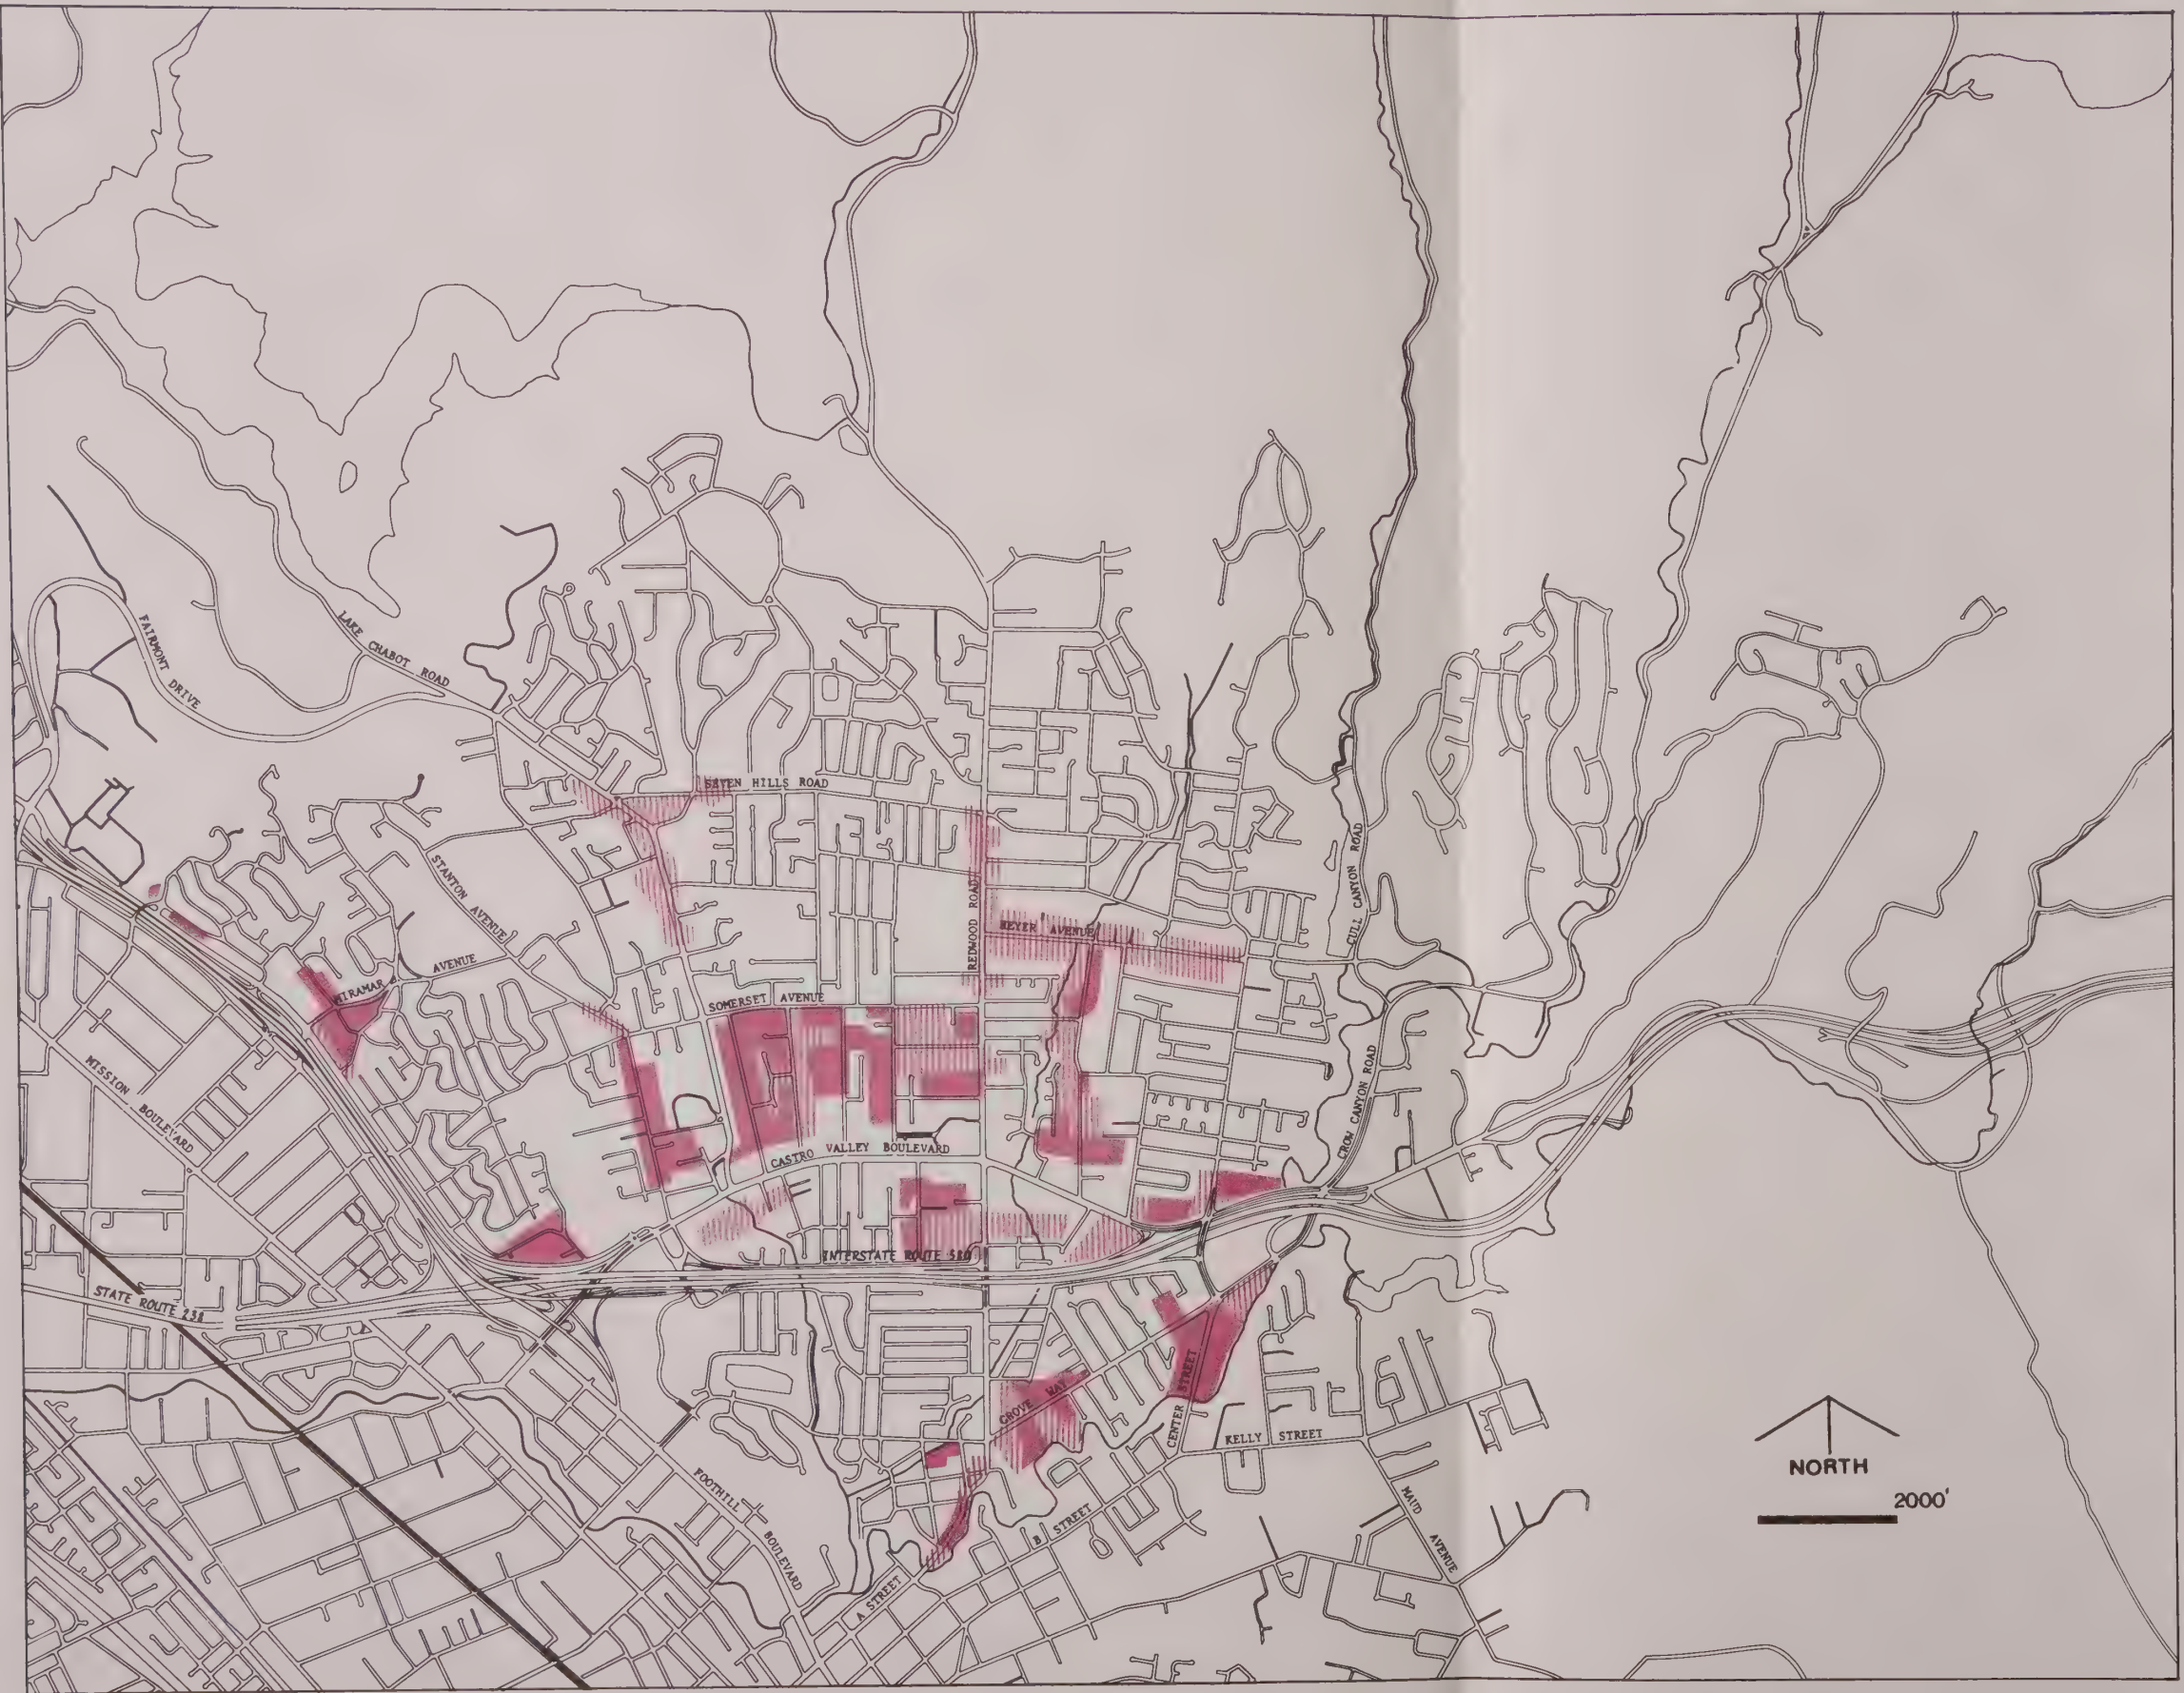 LAKE CHABOT ROAD
FAIRMONT DRIVE
SEVEN HILLS ROAD
STANTON AVENUE
REDWOOD ROAD
CULL CANYON ROAD
HEYER AVENUE
MIRAMAR
AVENUE
SOMERSET AVENUE
MISSION BOULEVARD
CROW CANYON ROAD
CASTRO VALLEY BOULEVARD
INTERSTATE ROUTE 580
STATE ROUTE 238
GROVE WAY
CENTER STREET
KELLY STREET
NORTH
2000'
FOOTHILL BOULEVARD
B STREET
MAUD AVENUE
A STREET